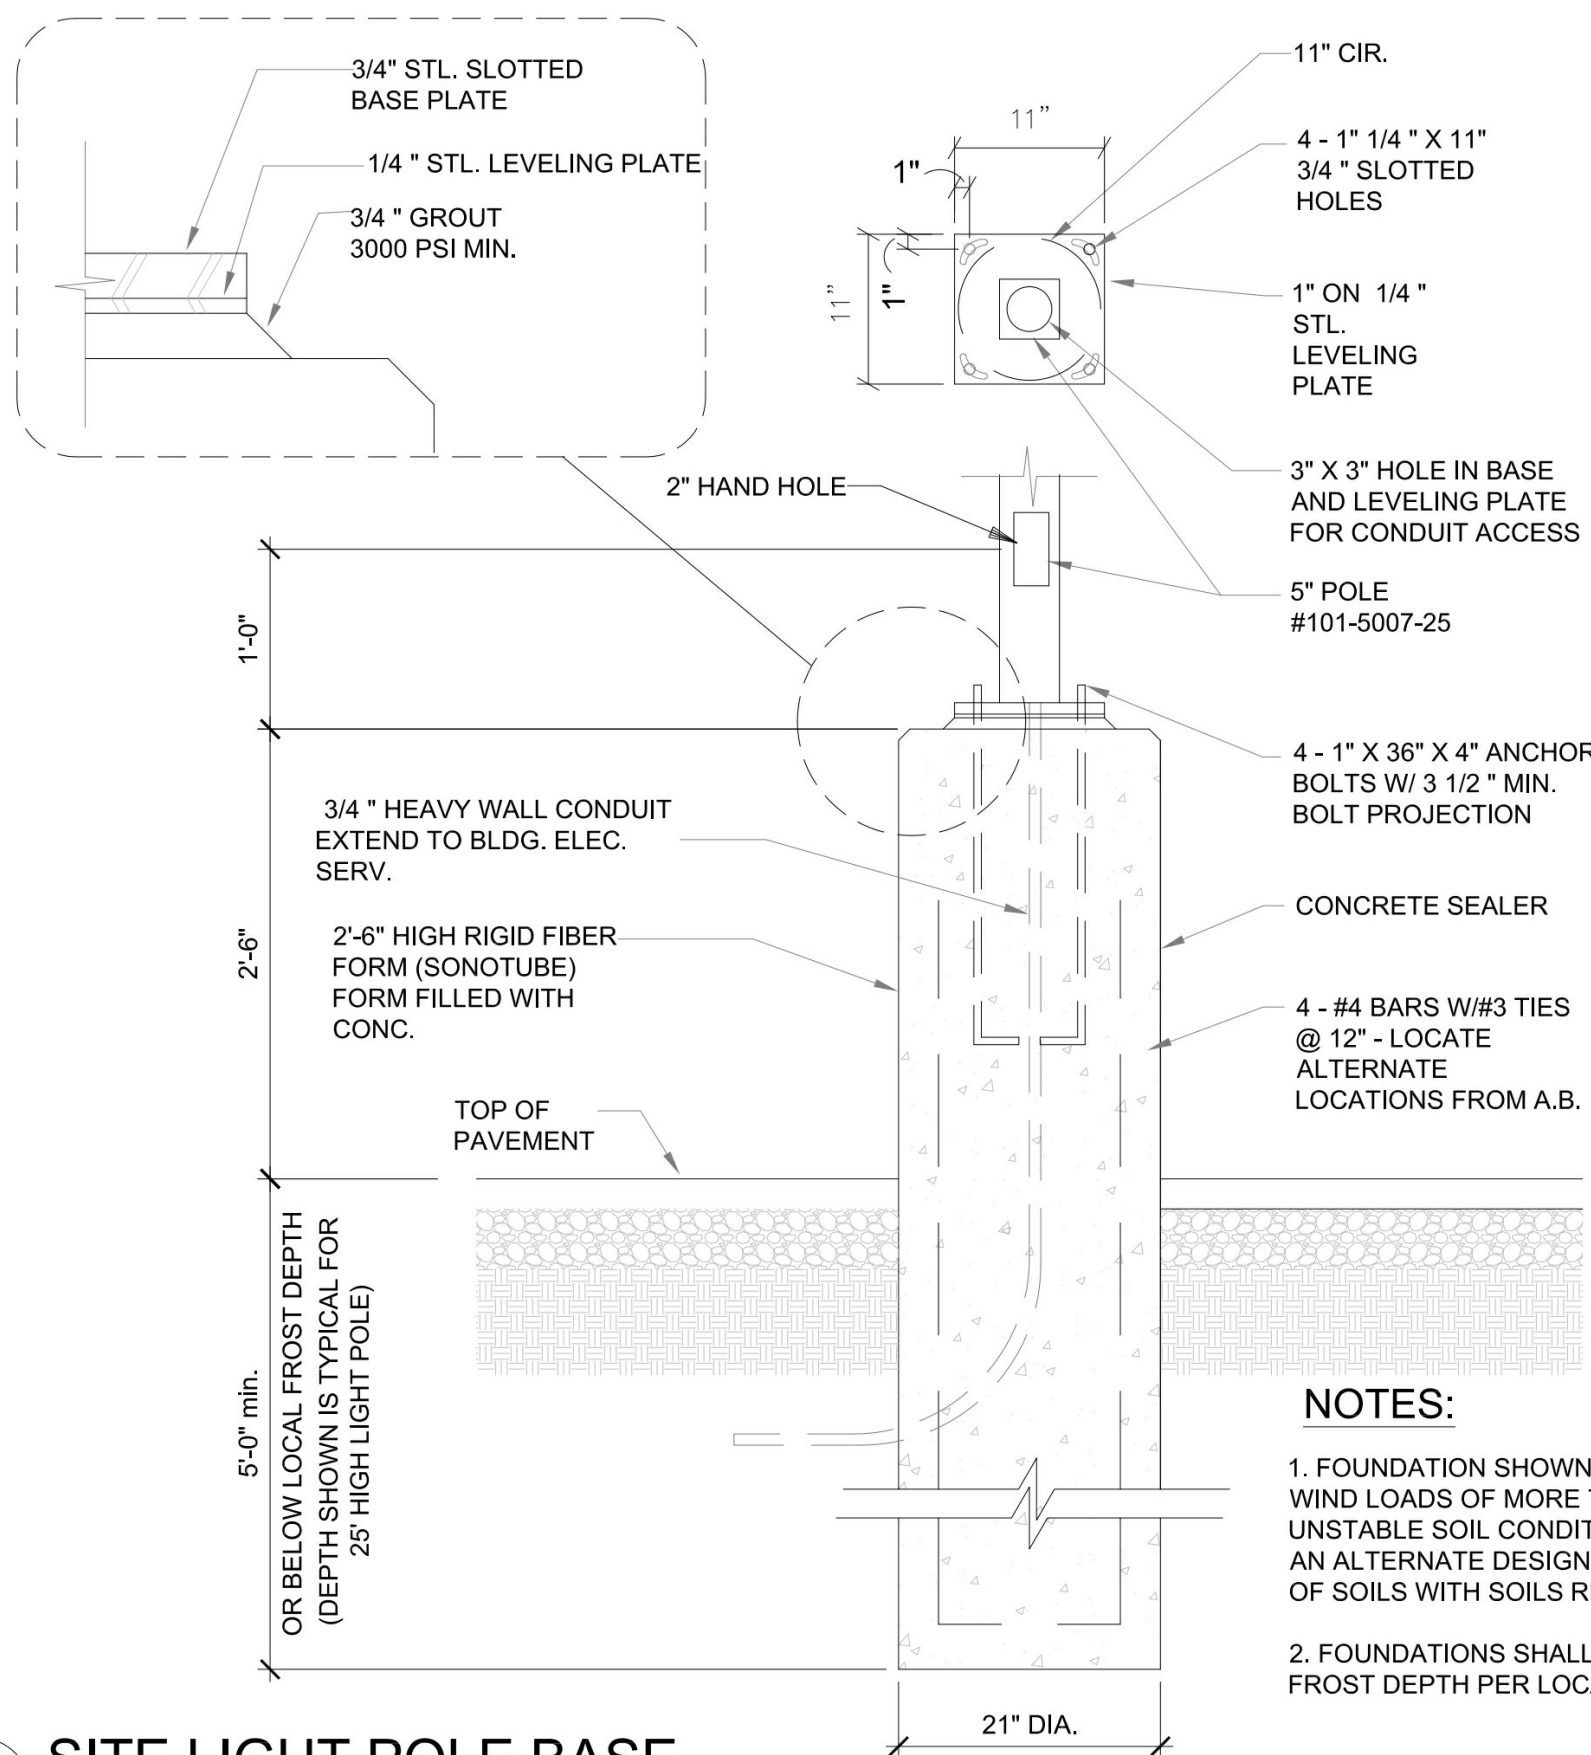 3/4" STL. SLOTTED
BASE PLATE
1/4 " STL. LEVELING PLATE
3/4 " GROUT
3000 PSI MIN.
11" CIR.
11"
4 - 1" 1/4 " X 11"
3/4 " SLOTTED
HOLES
1"
1"
11"
1" ON 1/4 "
STL.
LEVELING
PLATE
3" X 3" HOLE IN BASE
AND LEVELING PLATE
FOR CONDUIT ACCESS
2" HAND HOLE
5" POLE
#101-5007-25
1'-0"
4 - 1" X 36" X 4" ANCHOR
BOLTS W/ 3 1/2 " MIN.
BOLT PROJECTION
3/4 " HEAVY WALL CONDUIT
EXTEND TO BLDG. ELEC.
SERV.
CONCRETE SEALER
2'-6"
2'-6" HIGH RIGID FIBER
FORM (SONOTUBE)
FORM FILLED WITH
CONC.
4 - #4 BARS W/#3 TIES
@ 12" - LOCATE
ALTERNATE
LOCATIONS FROM A.B.
TOP OF
PAVEMENT
5'-0" min.
OR BELOW LOCAL FROST DEPTH
(DEPTH SHOWN IS TYPICAL FOR
25' HIGH LIGHT POLE)
NOTES:
1. FOUNDATION SHOWN
WIND LOADS OF MORE
UNSTABLE SOIL CONDIT
AN ALTERNATE DESIGN
OF SOILS WITH SOILS
2. FOUNDATIONS SHALL
FROST DEPTH PER LOC
21" DIA.
SITE LIGHT POLE BASE